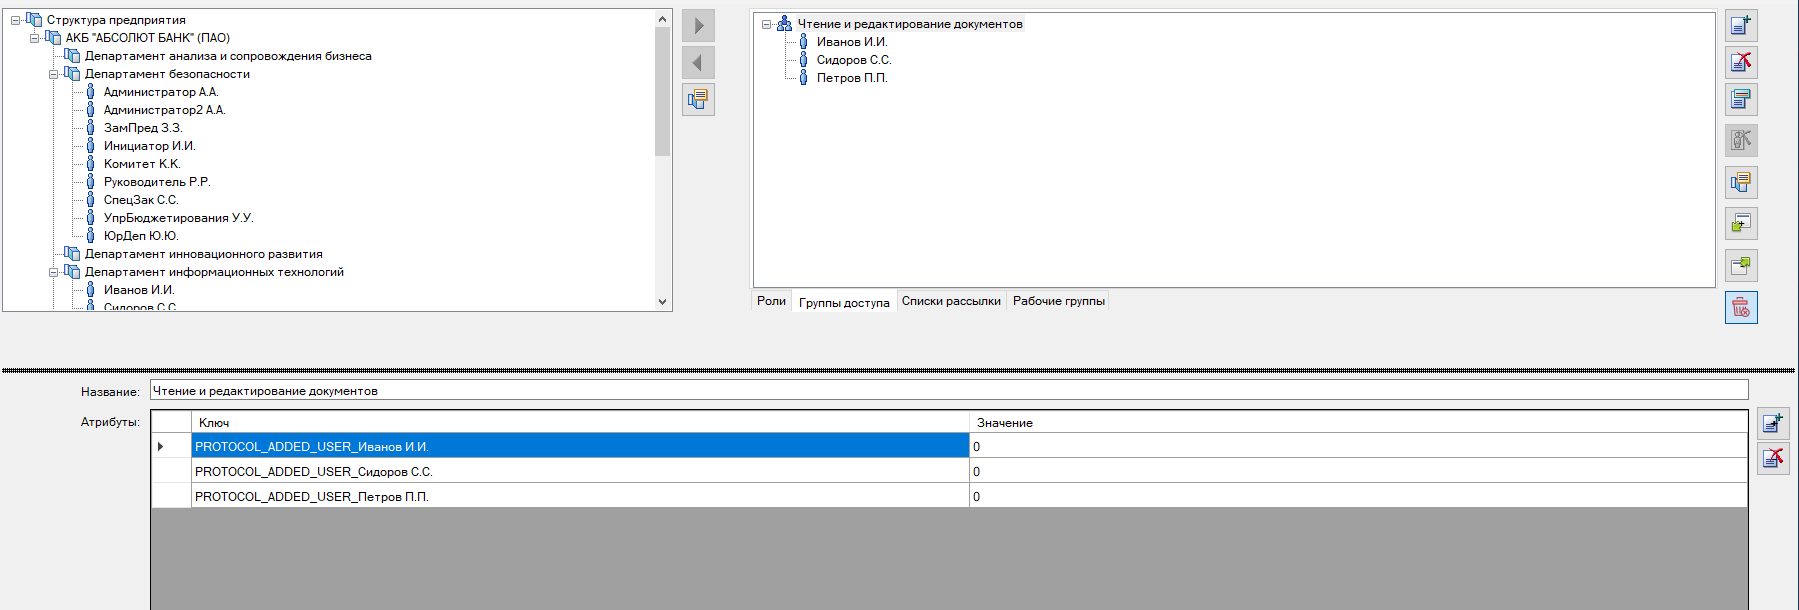 Структура предприятия
АКБ "АБСОЛЮТ БАНК" (ПАО)
Департамент анализа и сопровождения бизнеса
Департамент безопасности
Администратор А.А.
Администратор2 А.А.
ЗамПред З.З.
Инициатор И.И.
Комитет К.К.
Руководитель Р.Р.
СпецЗак С.С.
УпрБюджетирования У.У.
ЮрДеп Ю.Ю.
Департамент инновационного развития
Департамент информационных технологий
Иванов И.И.
Сидоров С.С.
Чтение и редактирование документов
Иванов И.И.
Сидоров С.С.
Петров П.П.
Роли Группы доступа Списки рассылки Рабочие группы
Название: Чтение и редактирование документов
Атрибуты: Ключ Значение
PROTOCOL_ADDED_USER_Иванов И.И. 0
PROTOCOL_ADDED_USER_Сидоров С.С. 0
PROTOCOL_ADDED_USER_Петров П.П. 0